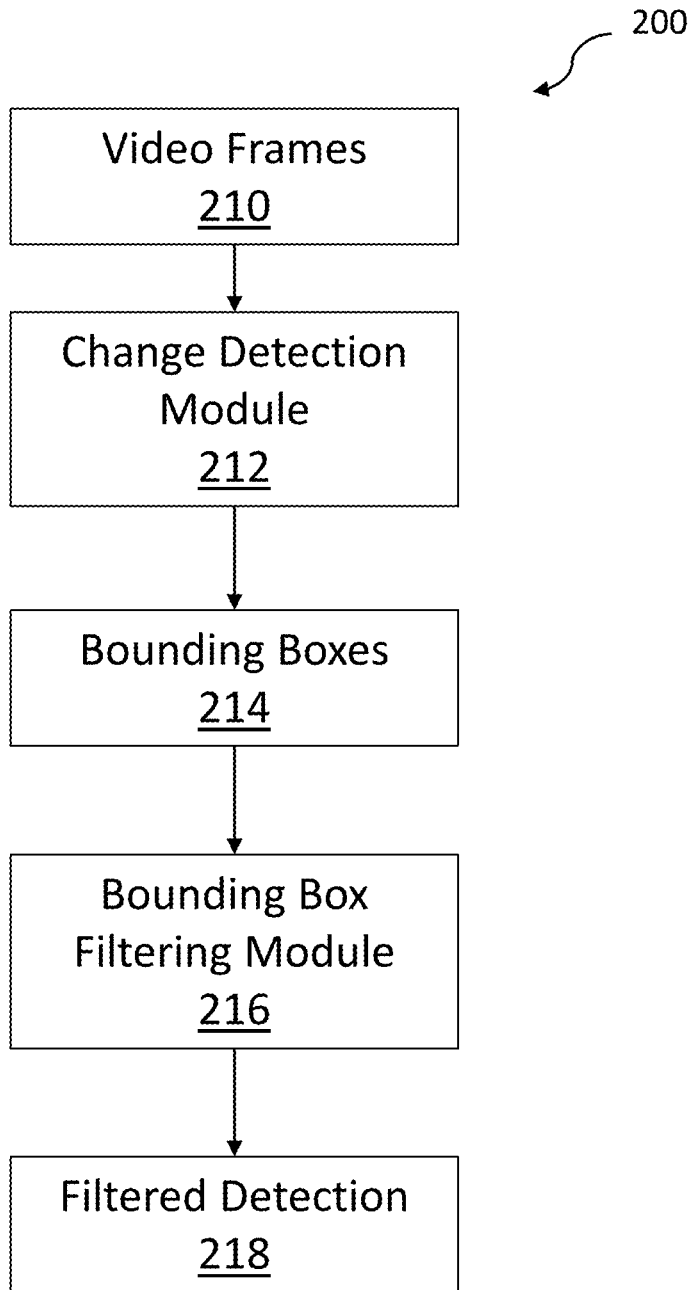 200
Video Frames
210
Change Detection
Module
212
Bounding Boxes
214
Bounding Box
Filtering Module
216
Filtered Detection
218